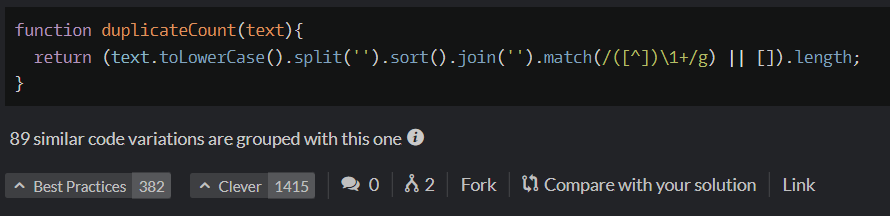 function duplicateCount(text){
  return (text.toLowerCase().split('').sort().join('').match(/([^])\1+/g) || []).length;
}
89 similar code variations are grouped with this one
Best Practices 382 Clever 1415 0 2 Fork Compare with your solution Link